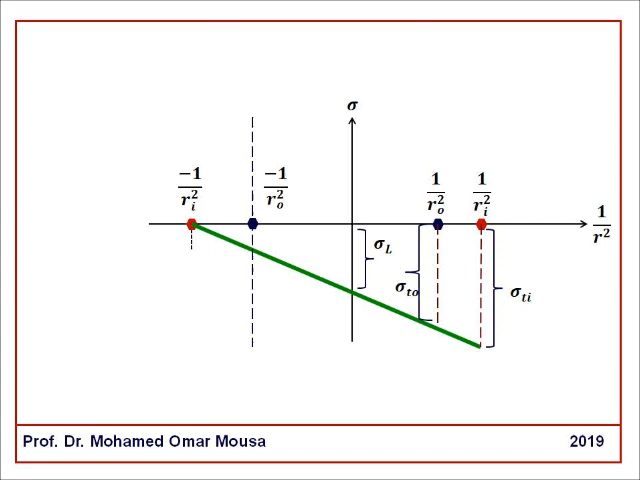 σ
−1/r_i^2
−1/r_o^2
1/r_o^2
1/r_i^2
1/r^2
σ_L
σ_to
σ_ti
Prof. Dr. Mohamed Omar Mousa
2019